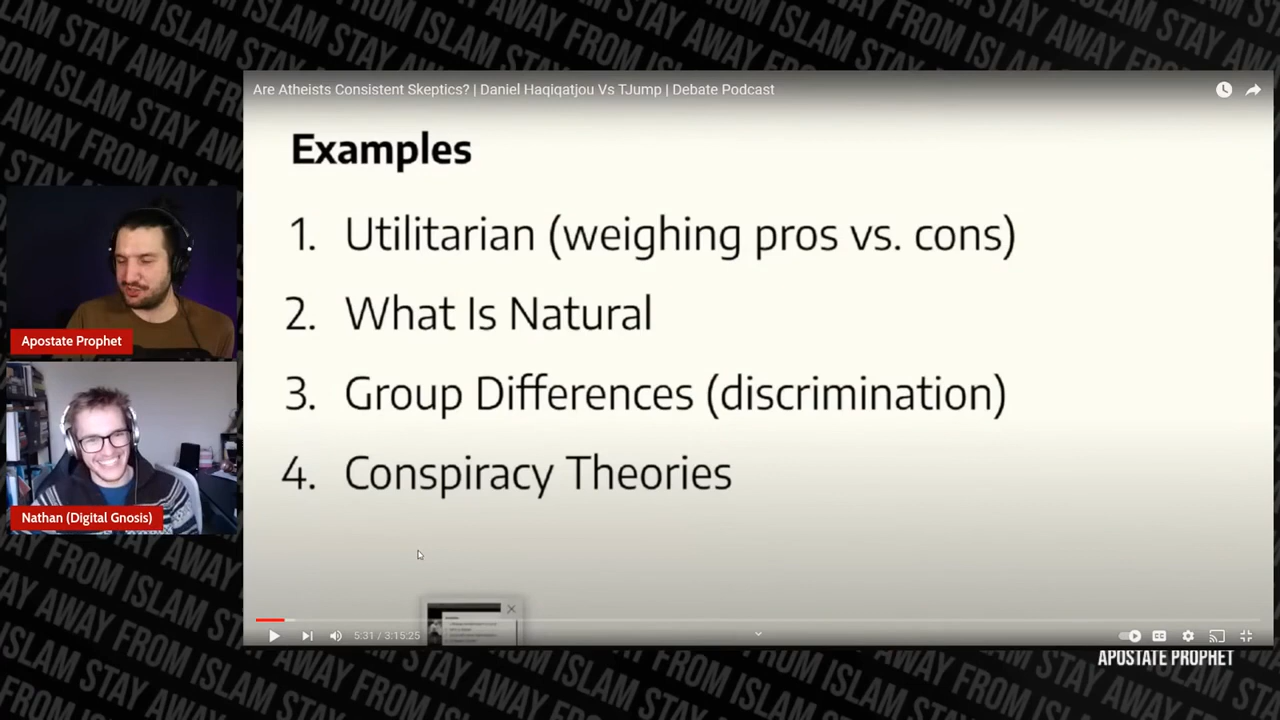 Are Atheists Consistent Skeptics? | Daniel Haqiqatjou Vs TJump | Debate Podcast
Examples
1. Utilitarian (weighing pros vs. cons)
2. What Is Natural
3. Group Differences (discrimination)
4. Conspiracy Theories
5:31 / 3:15:25
CC
Apostate Prophet
Nathan (Digital Gnosis)
APOSTATE PROPHET
STAY AWAY FROM ISLAM